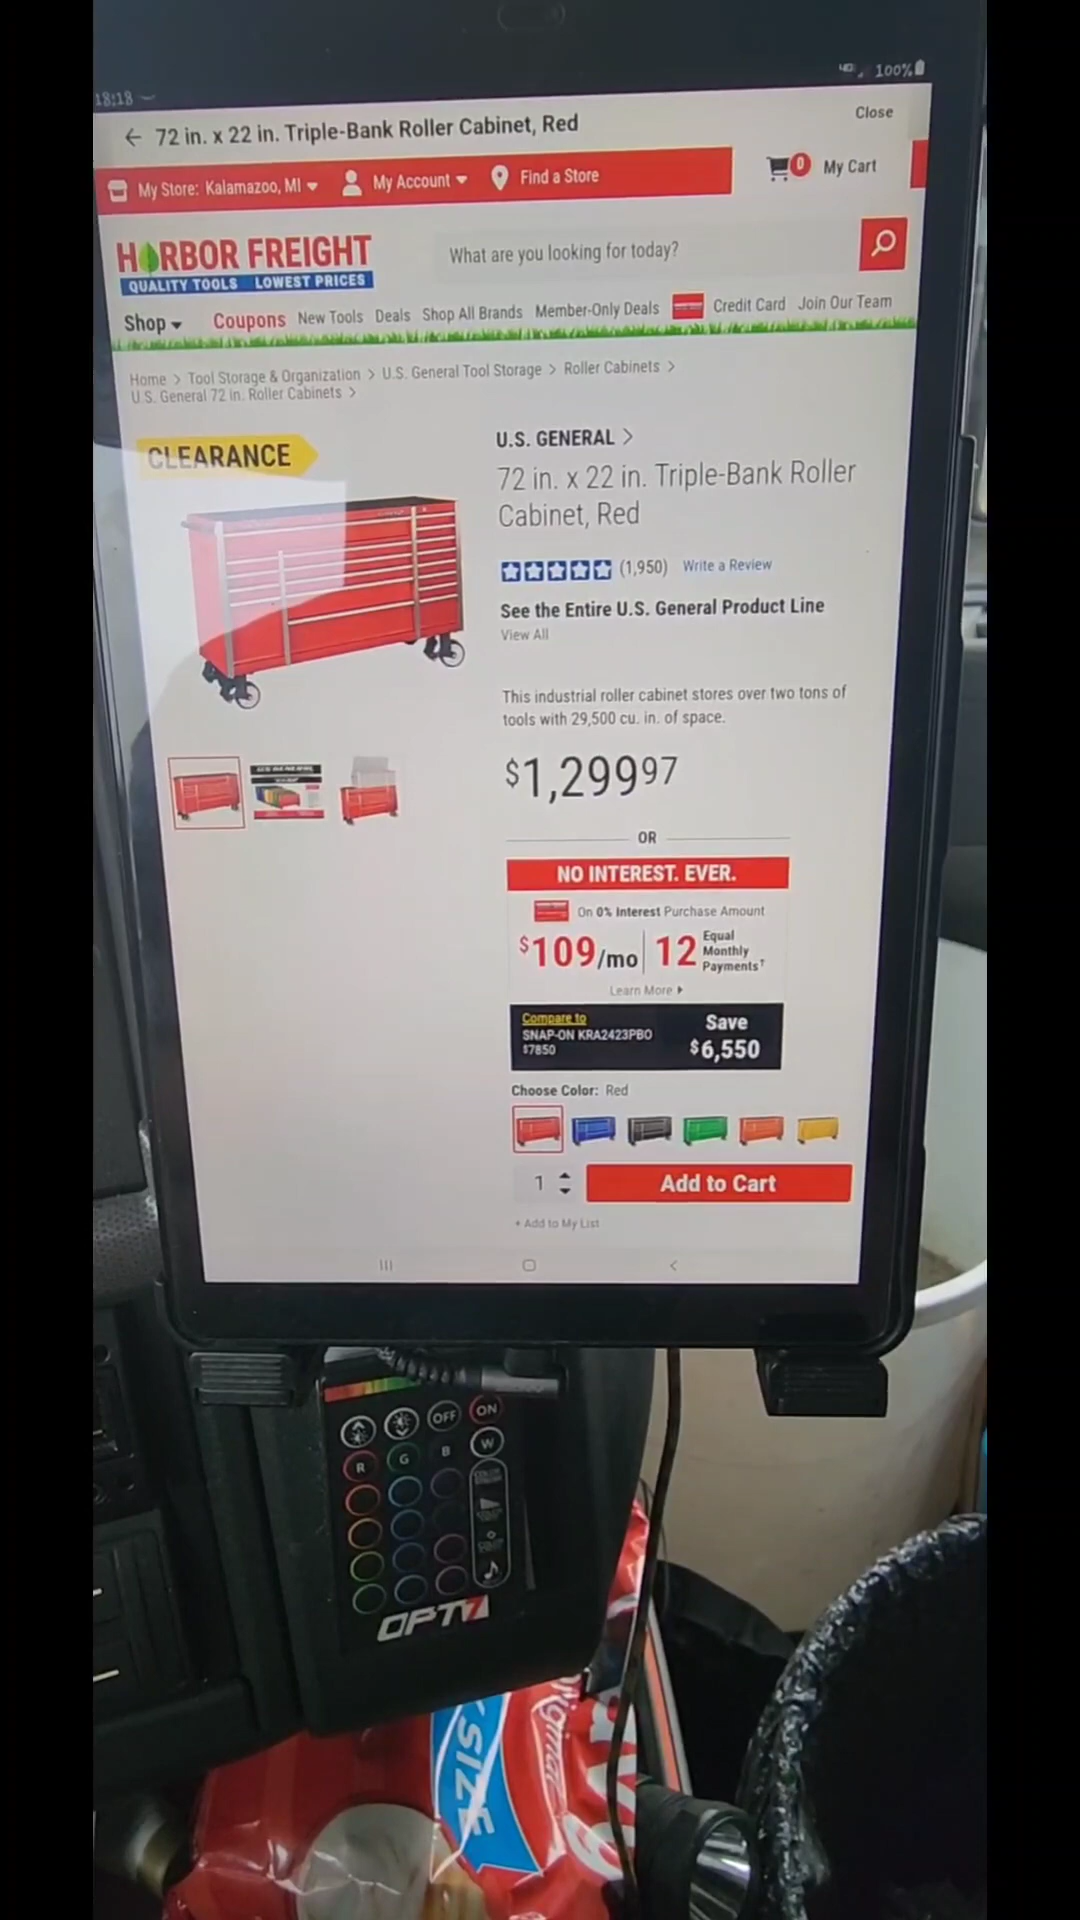 18:18
100%
← 72 in. x 22 in. Triple-Bank Roller Cabinet, Red
Close
My Store: Kalamazoo, MI
My Account
Find a Store
0 My Cart
HARBOR FREIGHT
QUALITY TOOLS LOWEST PRICES
What are you looking for today?
Shop
Coupons New Tools Deals Shop All Brands Member-Only Deals Credit Card Join Our Team
Home > Tool Storage & Organization > U.S. General Tool Storage > Roller Cabinets >
U.S. General 72 in. Roller Cabinets >
CLEARANCE
U.S. GENERAL >
72 in. x 22 in. Triple-Bank Roller
Cabinet, Red
(1,950) Write a Review
See the Entire U.S. General Product Line
View All
This industrial roller cabinet stores over two tons of
tools with 29,500 cu. in. of space.
$1,299.97
OR
NO INTEREST. EVER.
On 0% Interest Purchase Amount
$109/mo
12 Equal
Monthly
Payments†
Learn More
Compare to
SNAP-ON KRA2423PBO
$7850
Save
$6,550
Choose Color: Red
1
Add to Cart
+ Add to My List
OFF
ON
R
G
B
W
OPT7
SIZE
Original